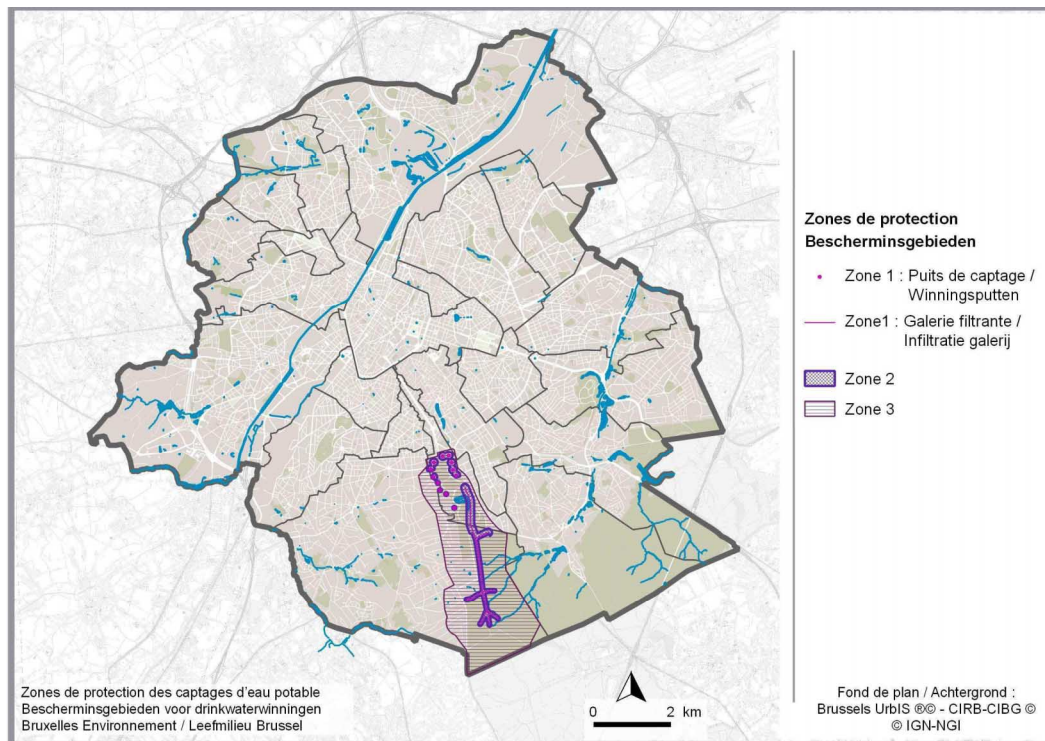 Zones de protection
Bescherminsgebieden
Zone 1 : Puits de captage /
Winningsputten
Zone1 : Galerie filtrante /
Infiltratie galerij
Zone 2
Zone 3
Zones de protection des captages d'eau potable
Bescherminsgebieden voor drinkwaterwinningen
Bruxelles Environnement / Leefmilieu Brussel
0 2 km
Fond de plan / Achtergrond :
Brussels UrbIS ®© - CIRB-CIBG ©
© IGN-NGI